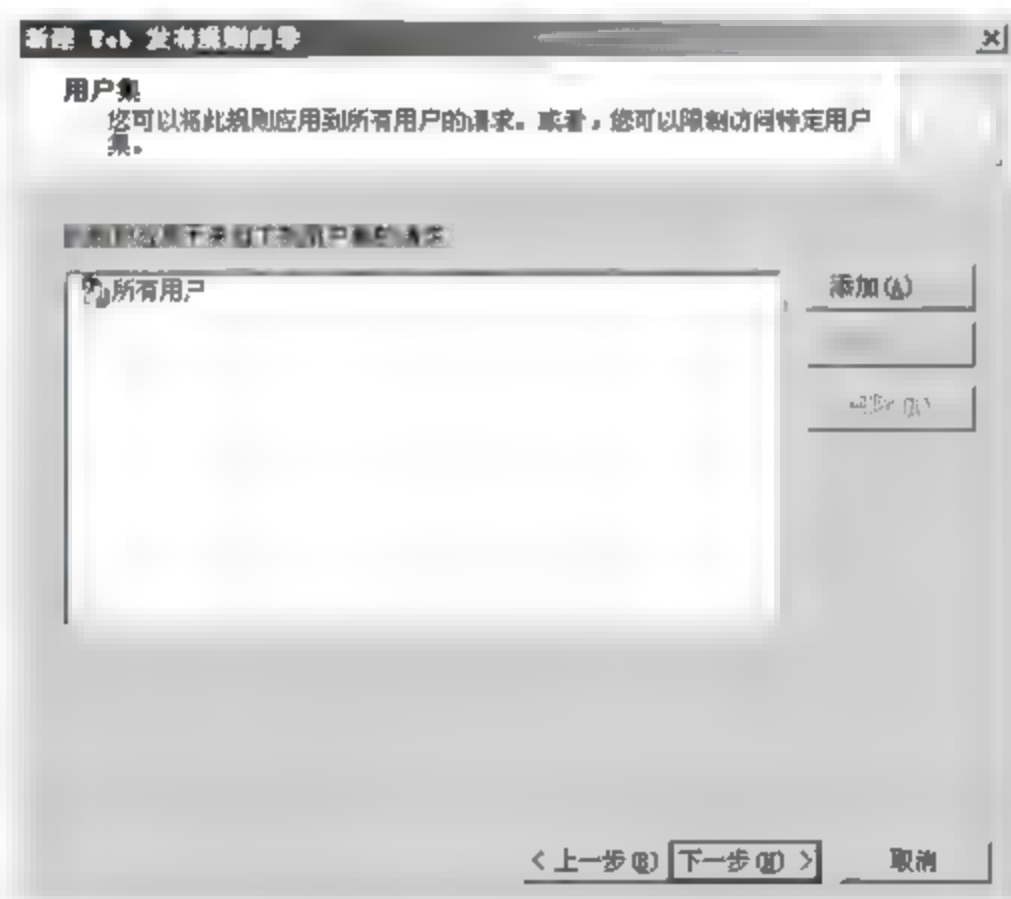 新建 Web 发布规则向导
用户集
您可以将此规则应用到所有用户的请求。或者，您可以限制访问特定用户
集。
所有用户
添加(A)
< 上一步(B)
下一步(N) >
取消